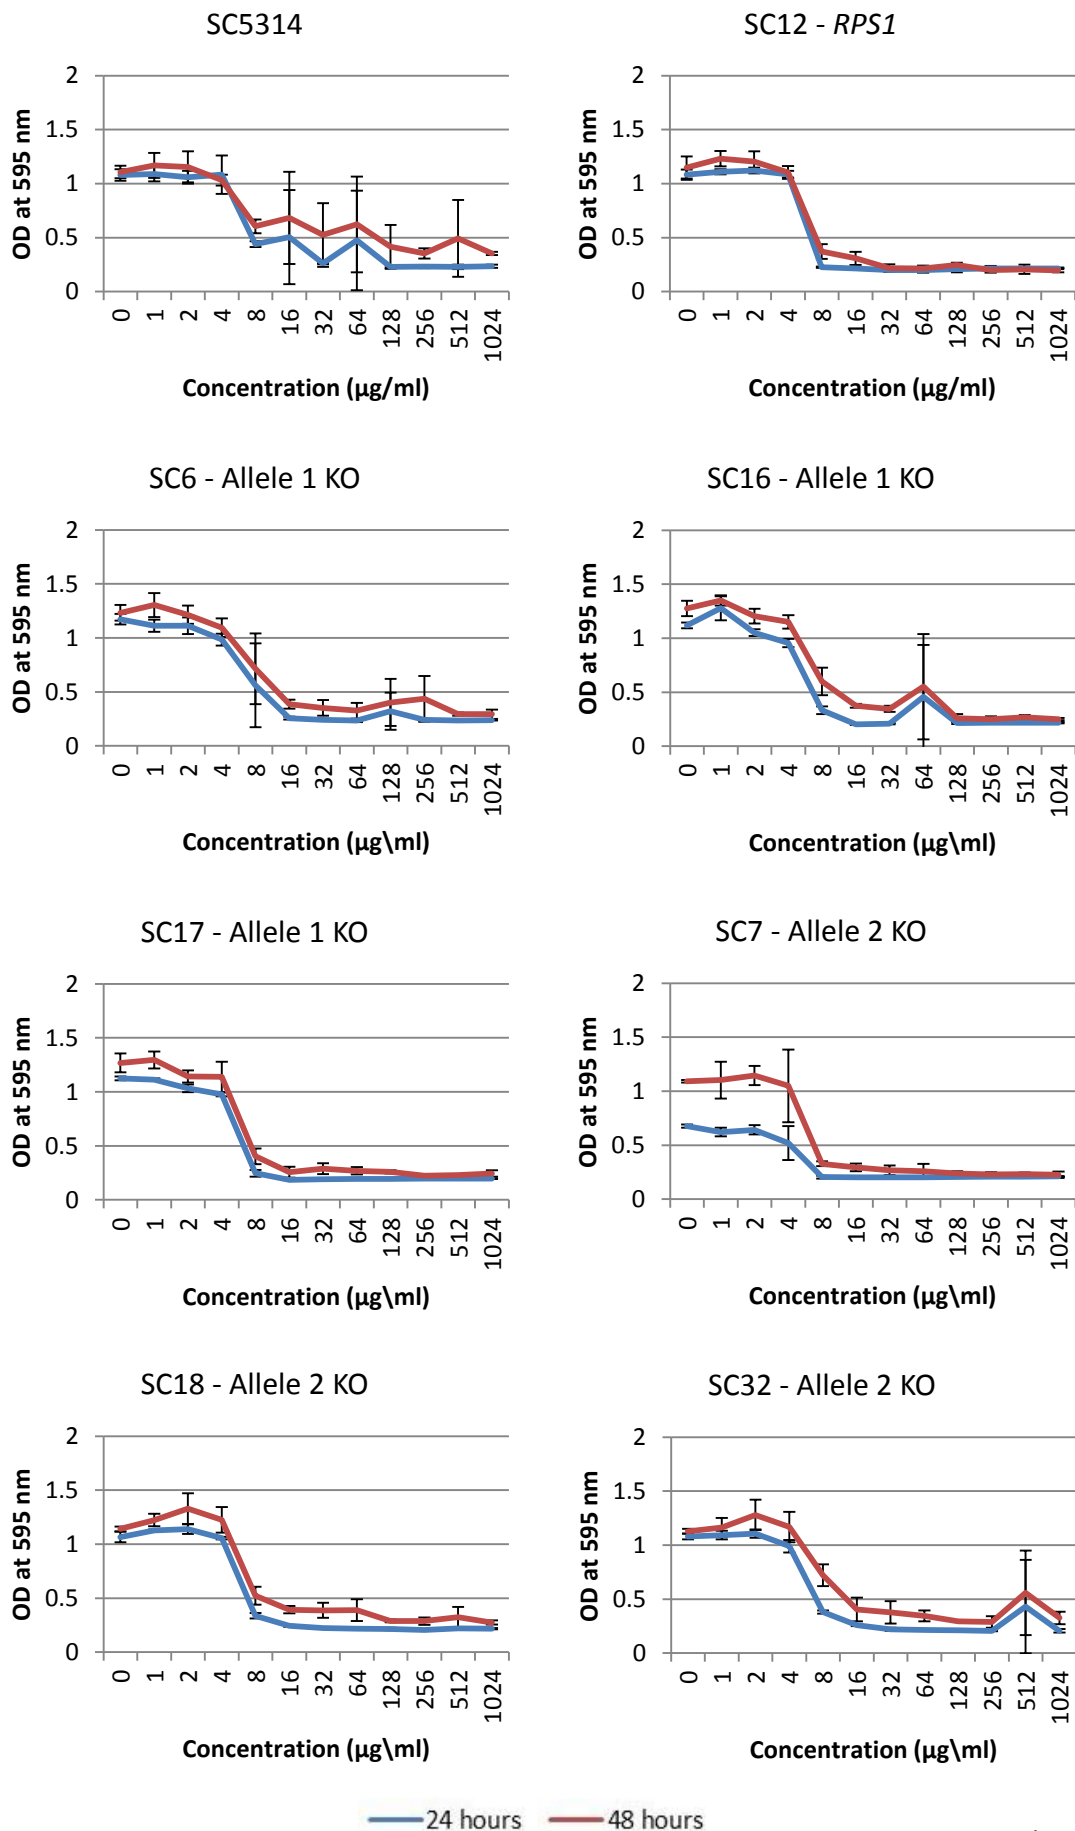 SC5314
SC12 - RPS1
2
1.5
1
0.5
0
OD at 595 nm
0 1 2 4 8 16 32 64 128 256 512 1024
Concentration (µg/ml)
2
1.5
1
0.5
0
OD at 595 nm
0 1 2 4 8 16 32 64 128 256 512 1024
Concentration (µg/ml)
SC6 - Allele 1 KO
SC16 - Allele 1 KO
2
1.5
1
0.5
0
OD at 595 nm
0 1 2 4 8 16 32 64 128 256 512 1024
Concentration (µg\ml)
2
1.5
1
0.5
0
OD at 595 nm
0 1 2 4 8 16 32 64 128 256 512 1024
Concentration (µg\ml)
SC17 - Allele 1 KO
SC7 - Allele 2 KO
2
1.5
1
0.5
0
OD at 595 nm
0 1 2 4 8 16 32 64 128 256 512 1024
Concentration (µg\ml)
2
1.5
1
0.5
0
OD at 595 nm
0 1 2 4 8 16 32 64 128 256 512 1024
Concentration (µg\ml)
SC18 - Allele 2 KO
SC32 - Allele 2 KO
2
1.5
1
0.5
0
OD at 595 nm
0 1 2 4 8 16 32 64 128 256 512 1024
Concentration (µg\ml)
2
1.5
1
0.5
0
OD at 595 nm
0 1 2 4 8 16 32 64 128 256 512 1024
Concentration (µg\ml)
24 hours 48 hours